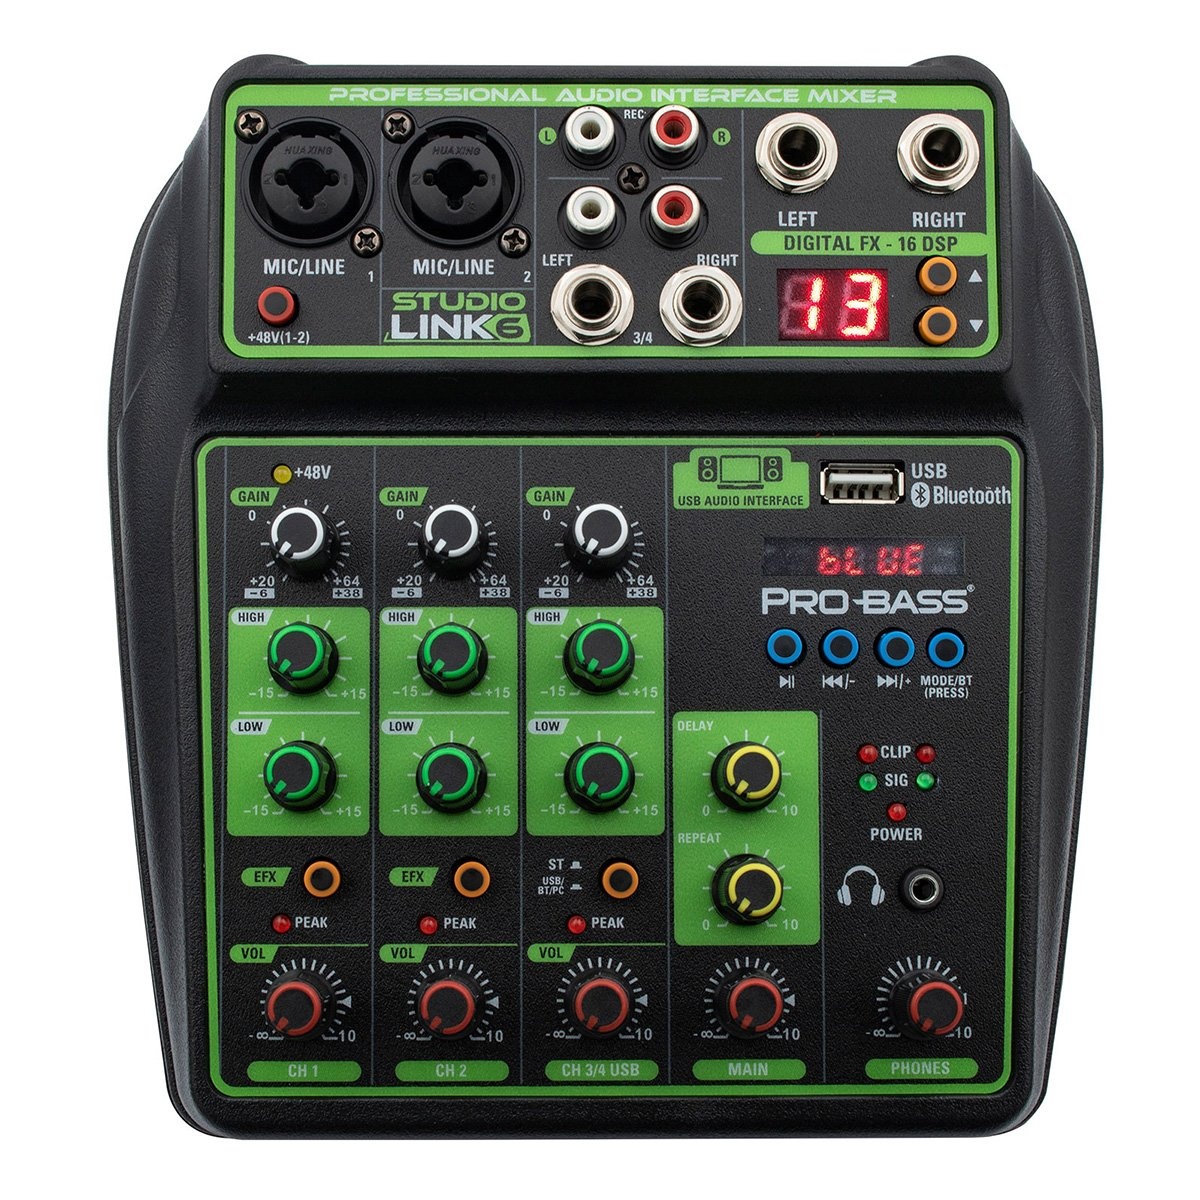 PROFESSIONAL AUDIO INTERFACE MIXER
HUAXING
HUAXING
L REC R
MIC/LINE 1
MIC/LINE 2
+48V(1-2)
STUDIO
LINK6
LEFT RIGHT
3/4
LEFT RIGHT
DIGITAL FX - 16 DSP
13
+48V
GAIN GAIN GAIN
0 0 0
+20 +64 +20 +64 +20 +64
-6 +38 -6 +38 -6 +38
USB AUDIO INTERFACE
USB
Bluetooth
bLUE
PRO-BASS®
MODE/BT
(PRESS)
HIGH HIGH HIGH
-15 +15 -15 +15 -15 +15
LOW LOW LOW
-15 +15 -15 +15 -15 +15
DELAY
0 10
REPEAT
0 10
CLIP
SIG
POWER
EFX EFX
ST
USB/
BT/PC
PEAK PEAK PEAK
VOL VOL VOL
-∞ 10 -∞ 10 -∞ 10 -∞ 10 -∞ 10
CH 1 CH 2 CH 3/4 USB MAIN PHONES